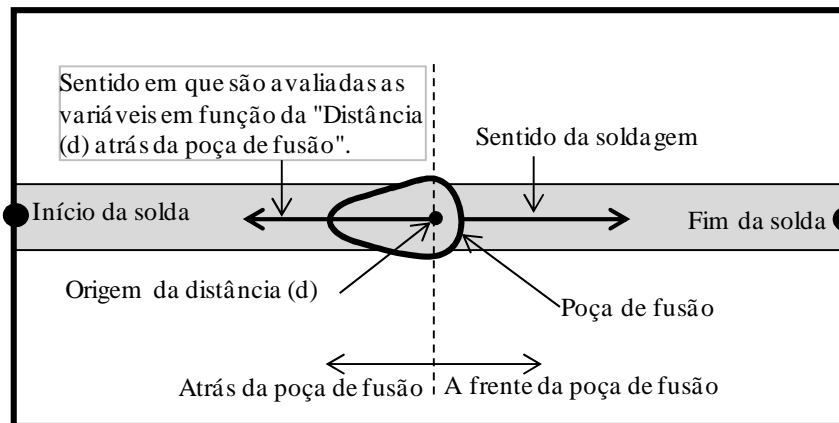 Sentido em que são avaliadas as
variáveis em função da "Distância
(d) atrás da poça de fusão".
Sentido da soldagem
Início da solda
Fim da solda
Origem da distância (d)
Poça de fusão
Atrás da poça de fusão
A frente da poça de fusão